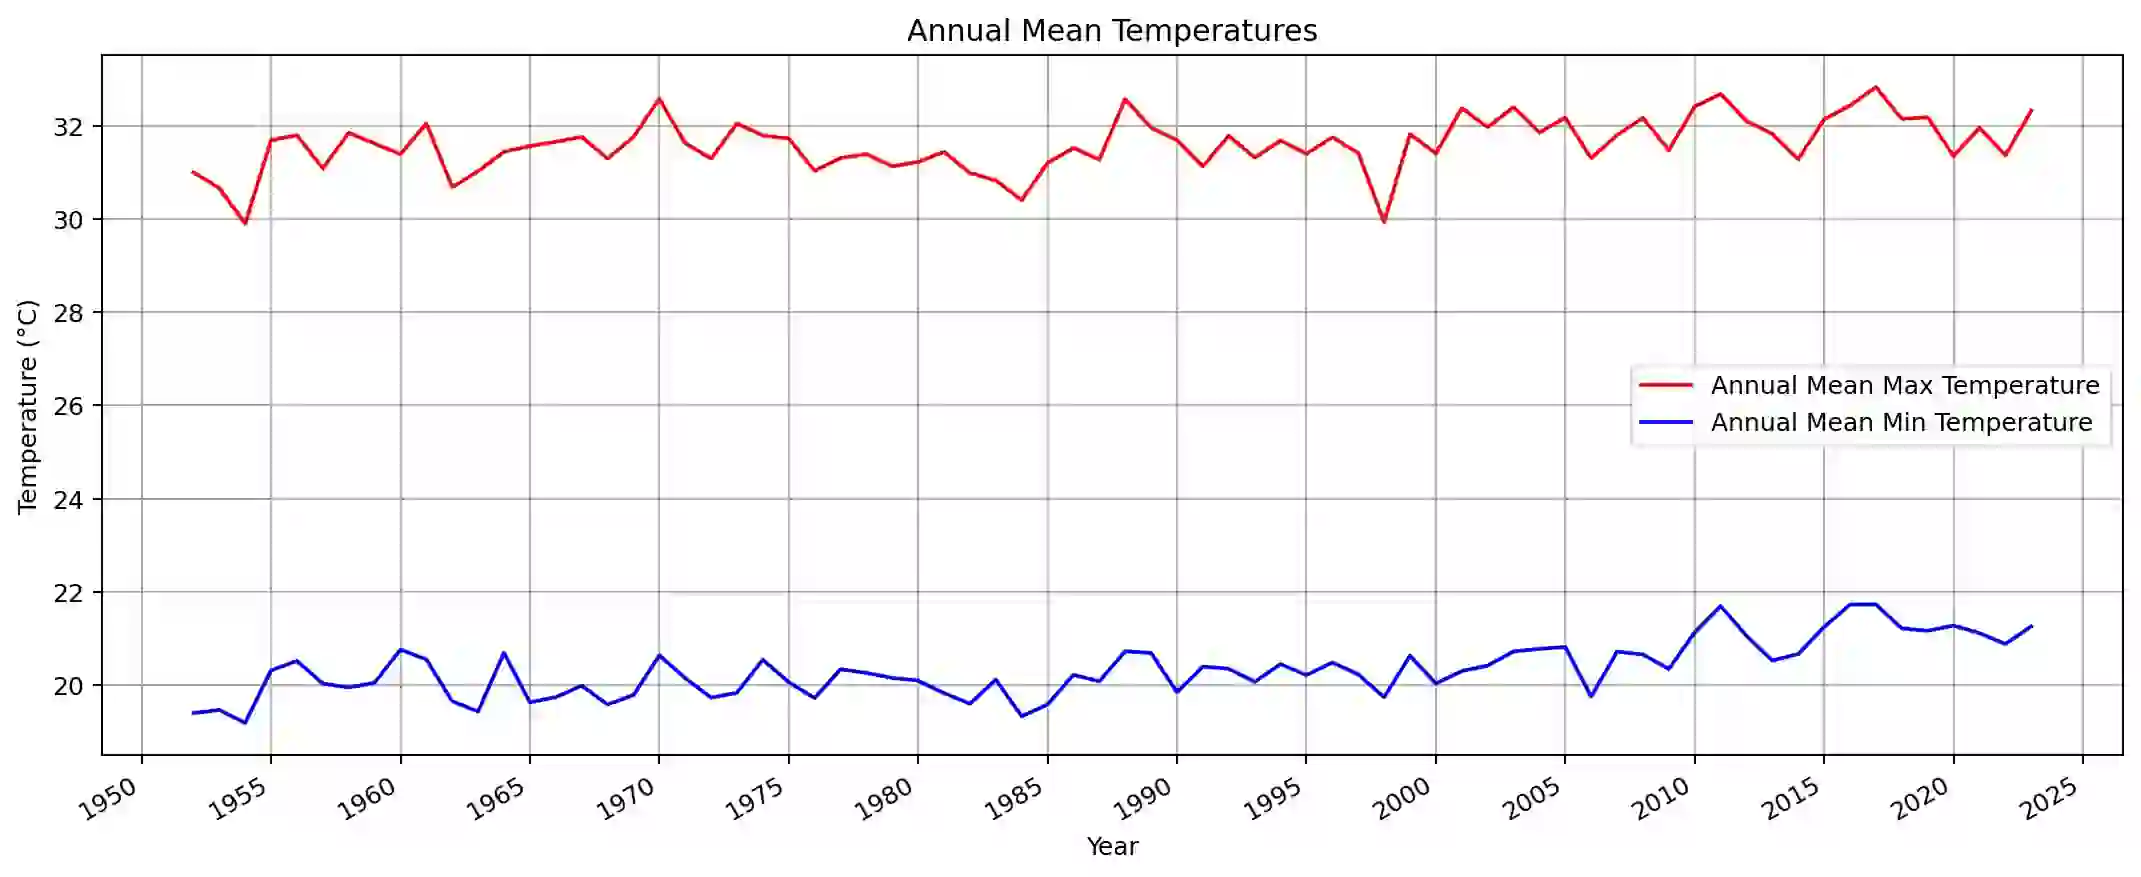 Annual Mean Temperatures
Temperature (°C)
32
30
28
26
24
22
20
Annual Mean Max Temperature
Annual Mean Min Temperature
1950 1955 1960 1965 1970 1975 1980 1985 1990 1995 2000 2005 2010 2015 2020 2025
Year